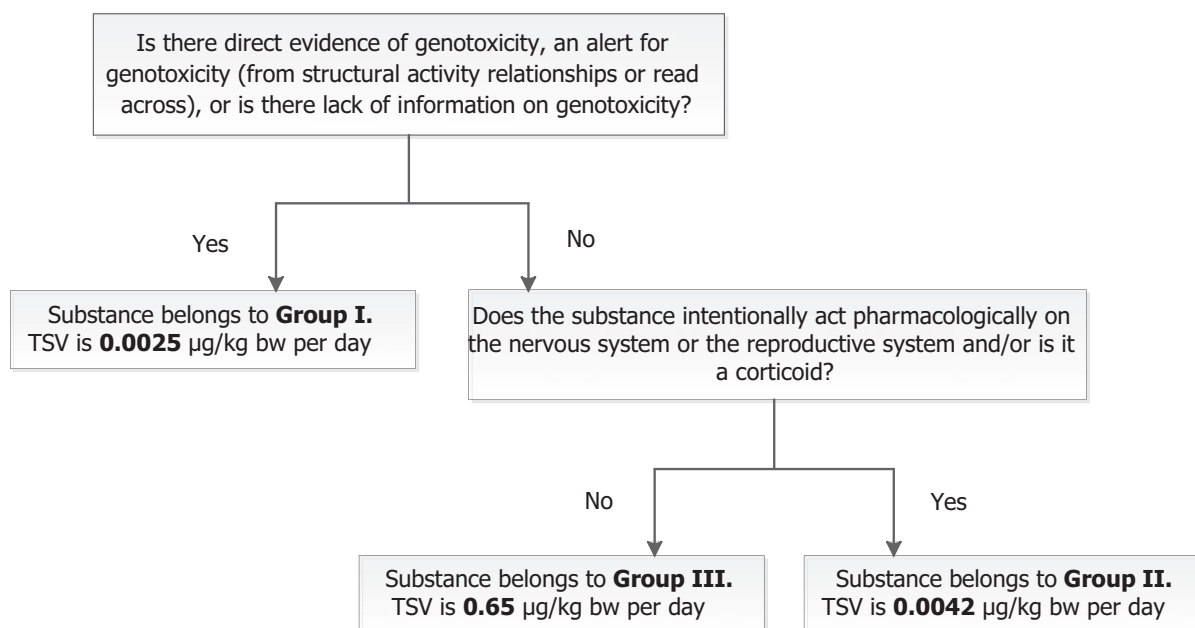 Is there direct evidence of genotoxicity, an alert for
genotoxicity (from structural activity relationships or read
across), or is there lack of information on genotoxicity?
Yes
No
Substance belongs to Group I.
TSV is 0.0025 µg/kg bw per day
Does the substance intentionally act pharmacologically on
the nervous system or the reproductive system and/or is it
a corticoid?
No
Yes
Substance belongs to Group III.
TSV is 0.65 µg/kg bw per day
Substance belongs to Group II.
TSV is 0.0042 µg/kg bw per day